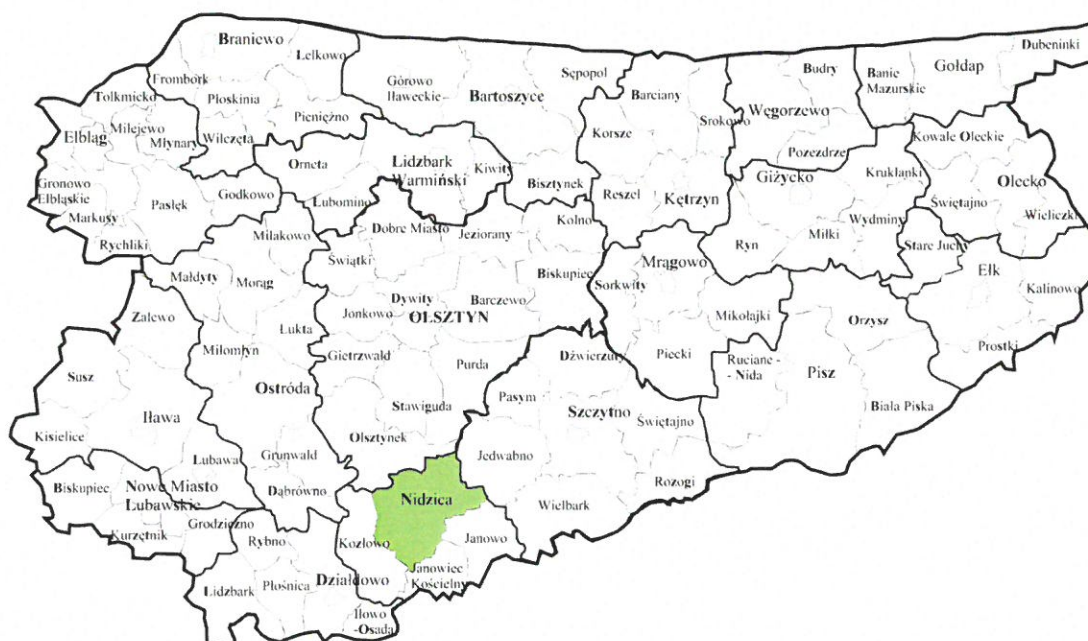 Braniewo
Lelkowo
Dubeninki
Frombork
Górowo
Iławeckie
Sępopol
Budry
Banie
Mazurskie
Gołdap
Tolkmicko
Płoskinia
Bartoszyce
Barciany
Węgorzewo
Elbląg
Milejewo
Młynary
Wilczęta
Pieniężno
Korsze
Srokowo
Kowale Oleckie
Orneta
Lidzbark
Warmiński
Kiwity
Pozezdrze
Giżycko
Kruklanki
Gronowo
Elbląskie
Markusy
Pasłęk
Godkowo
Lubomino
Bisztynek
Reszel
Kętrzyn
Olecko
Świętajno
Wieliczki
Rychliki
Miłakowo
Dobre Miasto
Jeziorany
Kolno
Wydminy
Miłki
Ryn
Stare Juchy
Małdyty
Morąg
Świątki
Biskupiec
Mrągowo
Sorkwity
Ełk
Kalinowo
Zalewo
Łukta
Dywity
Jonkowo
Barczewo
OLSZTYN
Mikołajki
Orzysz
Miłomłyn
Gietrzwałd
Purda
Dźwierzuty
Piecki
Ruciane -
- Nida
Pisz
Prostki
Susz
Ostróda
Stawiguda
Pasym
Szczytno
Świętajno
Biała Piska
Kisielice
Iława
Olsztynek
Lubawa
Grunwald
Jedwabno
Rozogi
Biskupiec
Nowe Miasto
Lubawskie
Dąbrówno
Nidzica
Wielbark
Kurzętnik
Grodziczno
Rybno
Kozłowo
Janowo
Lidzbark
Płośnica
Działdowo
Janowiec
Kościelny
Iłowo
-Osada